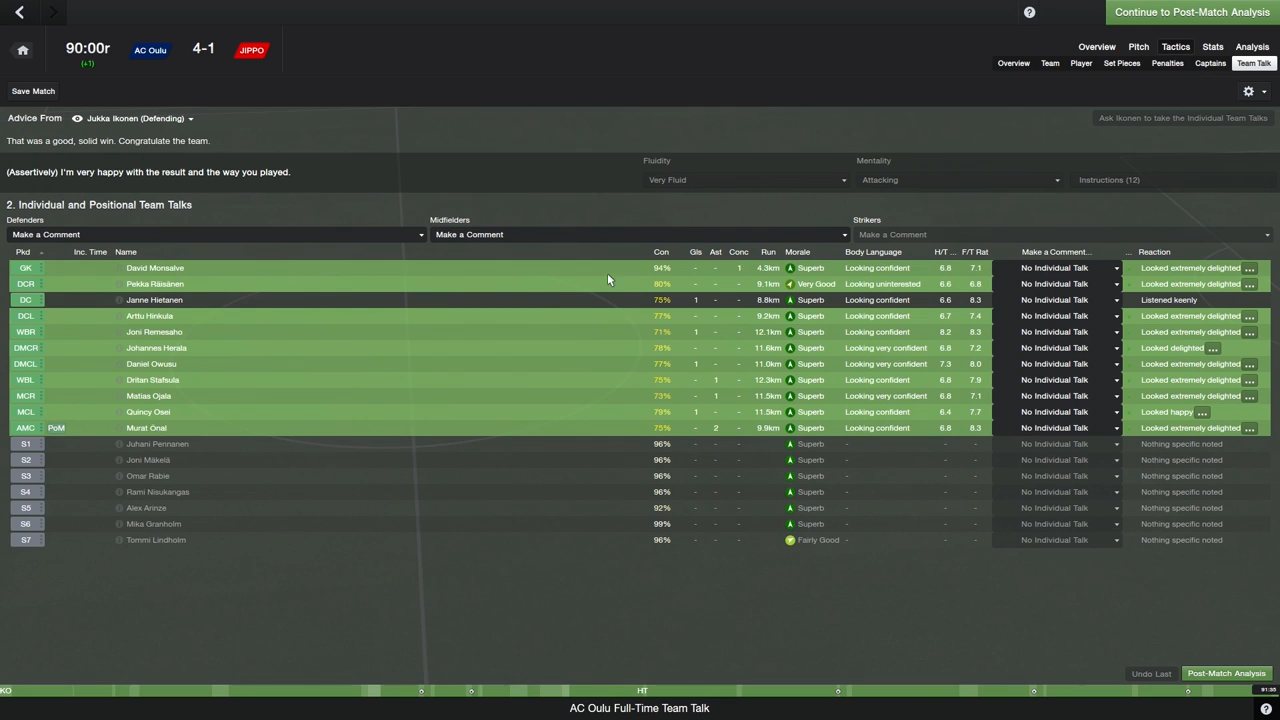 Continue to Post-Match Analysis
90:00r AC Oulu 4-1 JIPPO
(+1)
Overview Pitch Tactics Stats Analysis
Overview Team Player Set Pieces Penalties Captains Team Talk
Save Match
Advice From Jukka Ikonen (Defending) Ask Ikonen to take the Individual Team Talks
That was a good, solid win. Congratulate the team.
Fluidity Mentality
(Assertively) I'm very happy with the result and the way you played.
Very Fluid Attacking Instructions (12)
2. Individual and Positional Team Talks
Defenders Midfielders Strikers
Make a Comment Make a Comment Make a Comment
Pkd Inc. Time Name Con Gls Ast Conc Run Morale Body Language H/T ... F/T Rat Make a Comment... ... Reaction
GK David Monsalve 94% - - 1 4.3km Superb Looking confident 6.8 7.1 No Individual Talk Looked extremely delighted ...
DCR Pekka Räisänen 80% - - - 9.1km Very Good Looking uninterested 6.6 6.8 No Individual Talk Looked extremely delighted ...
DC Janne Hietanen 75% 1 - - 8.8km Superb Looking confident 6.6 8.3 No Individual Talk Listened keenly
DCL Arttu Hinkula 77% - - - 9.2km Superb Looking confident 6.7 7.4 No Individual Talk Looked extremely delighted ...
WBR Joni Remesaho 71% 1 - - 12.1km Superb Looking very confident 8.2 8.3 No Individual Talk Looked extremely delighted ...
DMCR Johannes Herala 78% - - - 11.6km Superb Looking very confident 6.8 7.2 No Individual Talk Looked delighted ...
DMCL Daniel Owusu 77% 1 - - 11.0km Superb Looking very confident 7.3 8.0 No Individual Talk Looked extremely delighted ...
WBL Dritan Stafsula 75% - 1 - 12.3km Superb Looking confident 6.8 7.9 No Individual Talk Looked extremely delighted ...
MCR Matias Ojala 73% - 1 - 11.5km Superb Looking very confident 6.8 7.7 No Individual Talk Looked extremely delighted ...
MCL Quincy Osei 79% 1 - - 11.5km Superb Looking confident 6.4 7.7 No Individual Talk Looked happy ...
AMC PoM Murat Önal 75% - 2 - 9.9km Superb Looking confident 6.8 8.3 No Individual Talk Looked extremely delighted ...
S1 Juhani Pennanen 96% - - - - Superb - - - No Individual Talk Nothing specific noted
S2 Joni Mäkelä 96% - - - - Superb - - - No Individual Talk Nothing specific noted
S3 Omar Rabie 96% - - - - Superb - - - No Individual Talk Nothing specific noted
S4 Rami Nisukangas 96% - - - - Superb - - - No Individual Talk Nothing specific noted
S5 Alex Arinze 92% - - - - Superb - - - No Individual Talk Nothing specific noted
S6 Mika Granholm 99% - - - - Superb - - - No Individual Talk Nothing specific noted
S7 Tommi Lindholm 96% - - - - Fairly Good - - - No Individual Talk Nothing specific noted
Undo Last Post-Match Analysis
KO HT 91:35
AC Oulu Full-Time Team Talk